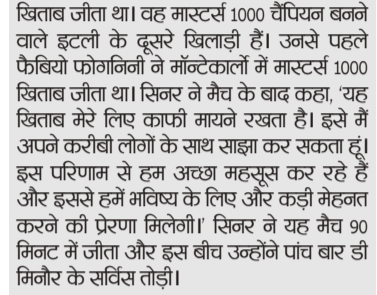 खिताब जीता था। वह मास्टर्स 1000 चैंपियन बनने
वाले इटली के दूसरे खिलाड़ी हैं। उनसे पहले
फैबियो फोगनिनी ने मॉन्टेकार्लो में मास्टर्स 1000
खिताब जीता था। सिनर ने मैच के बाद कहा, ‘यह
खिताब मेरे लिए काफी मायने रखता है। इसे मैं
अपने करीबी लोगों के साथ साझा कर सकता हूं।
इस परिणाम से हम अच्छा महसूस कर रहे हैं
और इससे हमें भविष्य के लिए और कड़ी मेहनत
करने की प्रेरणा मिलेगी।’ सिनर ने यह मैच 90
मिनट में जीता और इस बीच उन्होंने पांच बार डी
मिनौर के सर्विस तोड़ी।